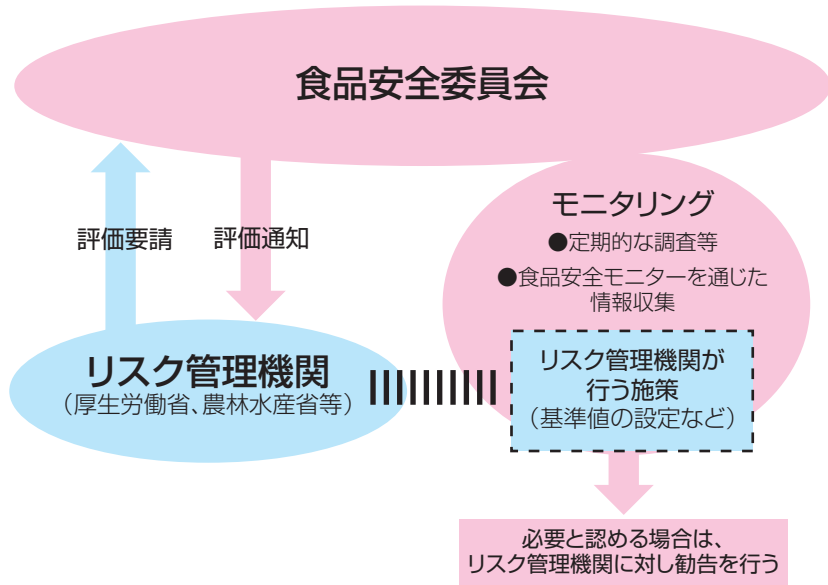 食品安全委員会
評価要請
評価通知
モニタリング
●定期的な調査等
●食品安全モニターを通じた
情報収集
リスク管理機関
（厚生労働省、農林水産省等）
リスク管理機関が
行う施策
（基準値の設定など）
必要と認める場合は、
リスク管理機関に対し勧告を行う